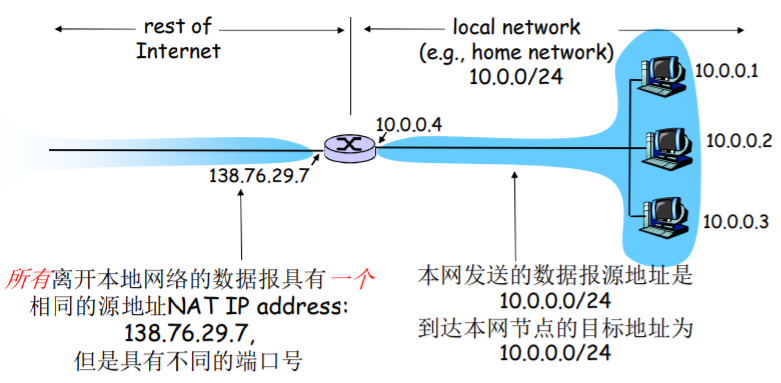 rest of
Internet
local network
(e.g., home network)
10.0.0/24
10.0.0.1
10.0.0.4
10.0.0.2
138.76.29.7
10.0.0.3
所有离开本地网络的数据报具有一个
相同的源地址NAT IP address:
138.76.29.7,
但是具有不同的端口号
本网发送的数据报源地址是
10.0.0.0/24
到达本网节点的目标地址为
10.0.0.0/24